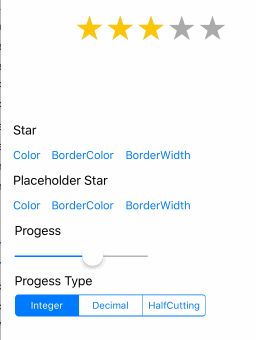 Star
Color BorderColor BorderWidth
Placeholder Star
Color BorderColor BorderWidth
Progess
Progess Type
Integer Decimal HalfCutting